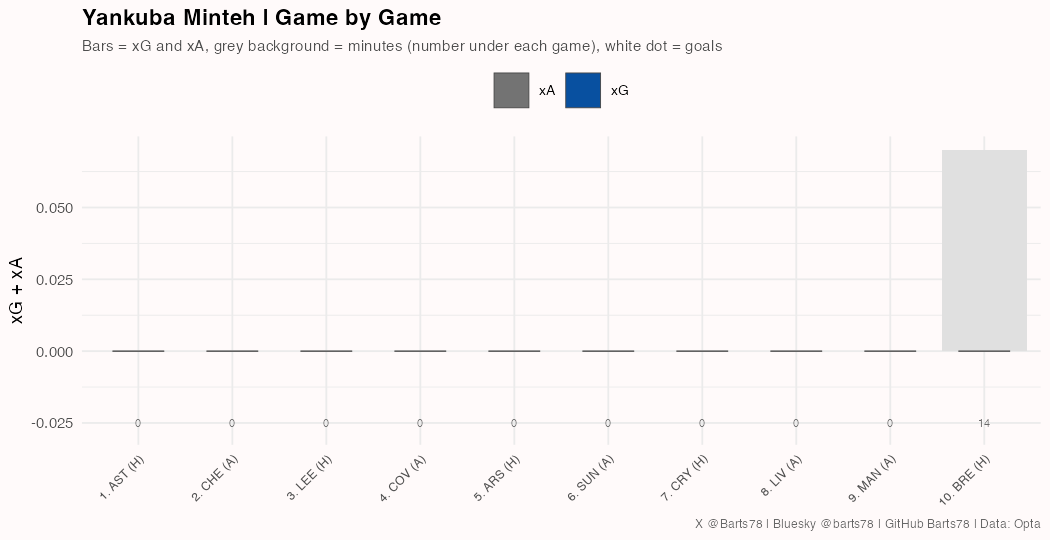 Yankuba Minteh | Game by Game
Bars = xG and xA, grey background = minutes (number under each game), white dot = goals
xA xG
xG + xA
0.050
0.025
0.000
-0.025
0 0 0 0 0 0 0 0 0 14
1. AST (H) 2. CHE (A) 3. LEE (H) 4. COV (A) 5. ARS (H) 6. SUN (A) 7. CRY (H) 8. LIV (A) 9. MAN (A) 10. BRE (H)
X @Barts78 | Bluesky @barts78 | GitHub Barts78 | Data: Opta